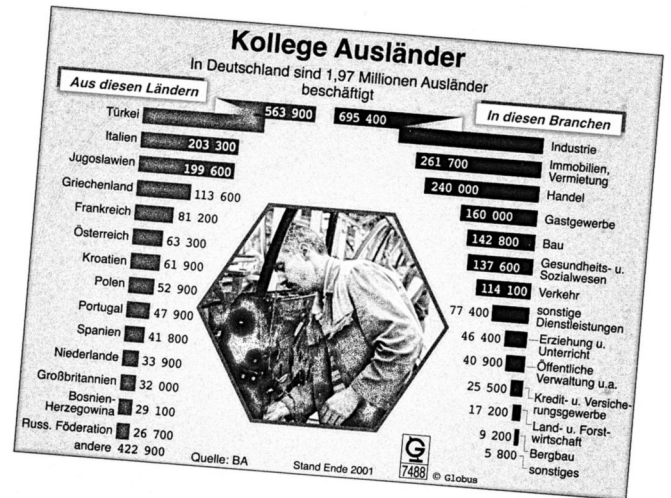 Kollege Ausländer
In Deutschland sind 1,97 Millionen Ausländer
beschäftigt
Aus diesen Ländern
Türkei 563 900
Italien 203 300
Jugoslawien 199 600
Griechenland 113 600
Frankreich 81 200
Österreich 63 300
Kroatien 61 900
Polen 52 900
Portugal 47 900
Spanien 41 800
Niederlande 33 900
Großbritannien 32 000
Bosnien-
Herzegowina 29 100
Russ. Föderation 26 700
andere 422 900
In diesen Branchen
695 400 Industrie
261 700 Immobilien,
Vermietung
240 000 Handel
160 000 Gastgewerbe
142 800 Bau
137 600 Gesundheits- u.
Sozialwesen
114 100 Verkehr
77 400 sonstige
Dienstleistungen
46 400 Erziehung u.
Unterricht
40 900 Öffentliche
Verwaltung u.a.
25 500 Kredit- u. Versiche-
rungsgewerbe
17 200 Land- u. Forst-
wirtschaft
9 200 Bergbau
5 800 sonstiges
Quelle: BA
Stand Ende 2001
G
7488
© Globus